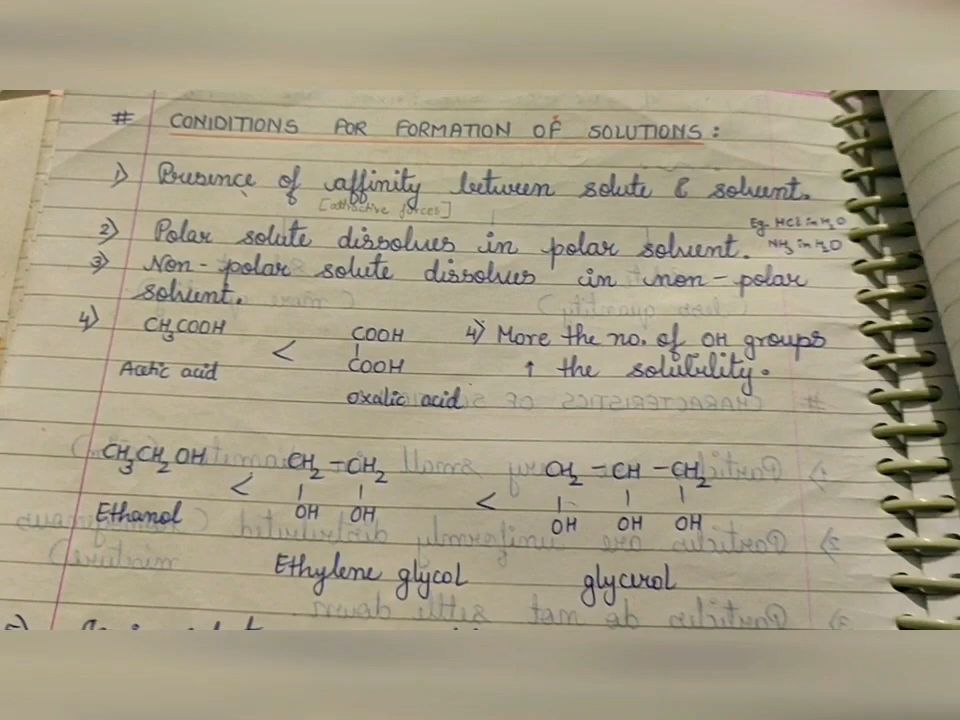 # CONIDITIONS FOR FORMATION OF SOLUTIONS :
1) Presence of affinity between solute & solvent.
[attractive forces]
Eg. HCl in H2O
2) Polar solute dissolves in polar solvent. NH3 in H2O
3) Non-polar solute dissolves in non-polar
solvent.
4) CH3COOH < COOH
COOH
Acetic acid
oxalic acid
4) More the no. of OH groups
↑ the solubility.
CH3CH2OH < CH2 - CH2 < CH2 - CH - CH2
OH OH OH OH OH
Ethanol
Ethylene glycol glycerol